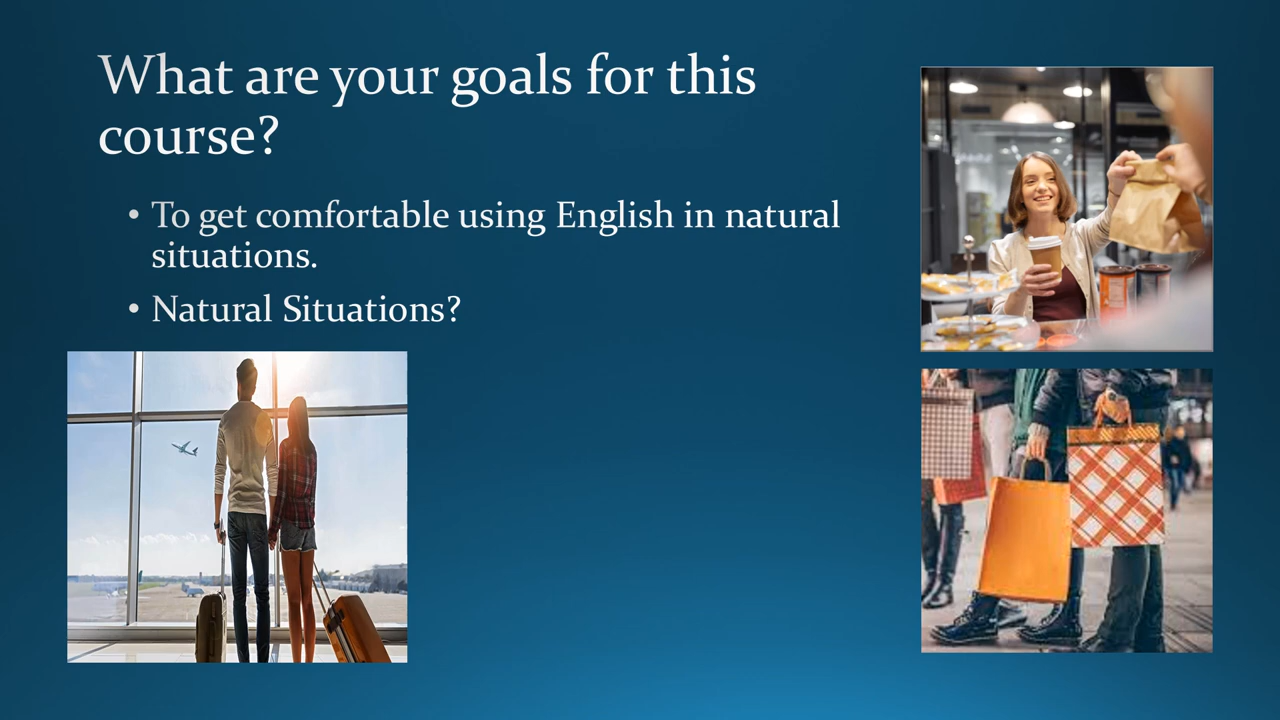 What are your goals for this
course?
• To get comfortable using English in natural
situations.
• Natural Situations?